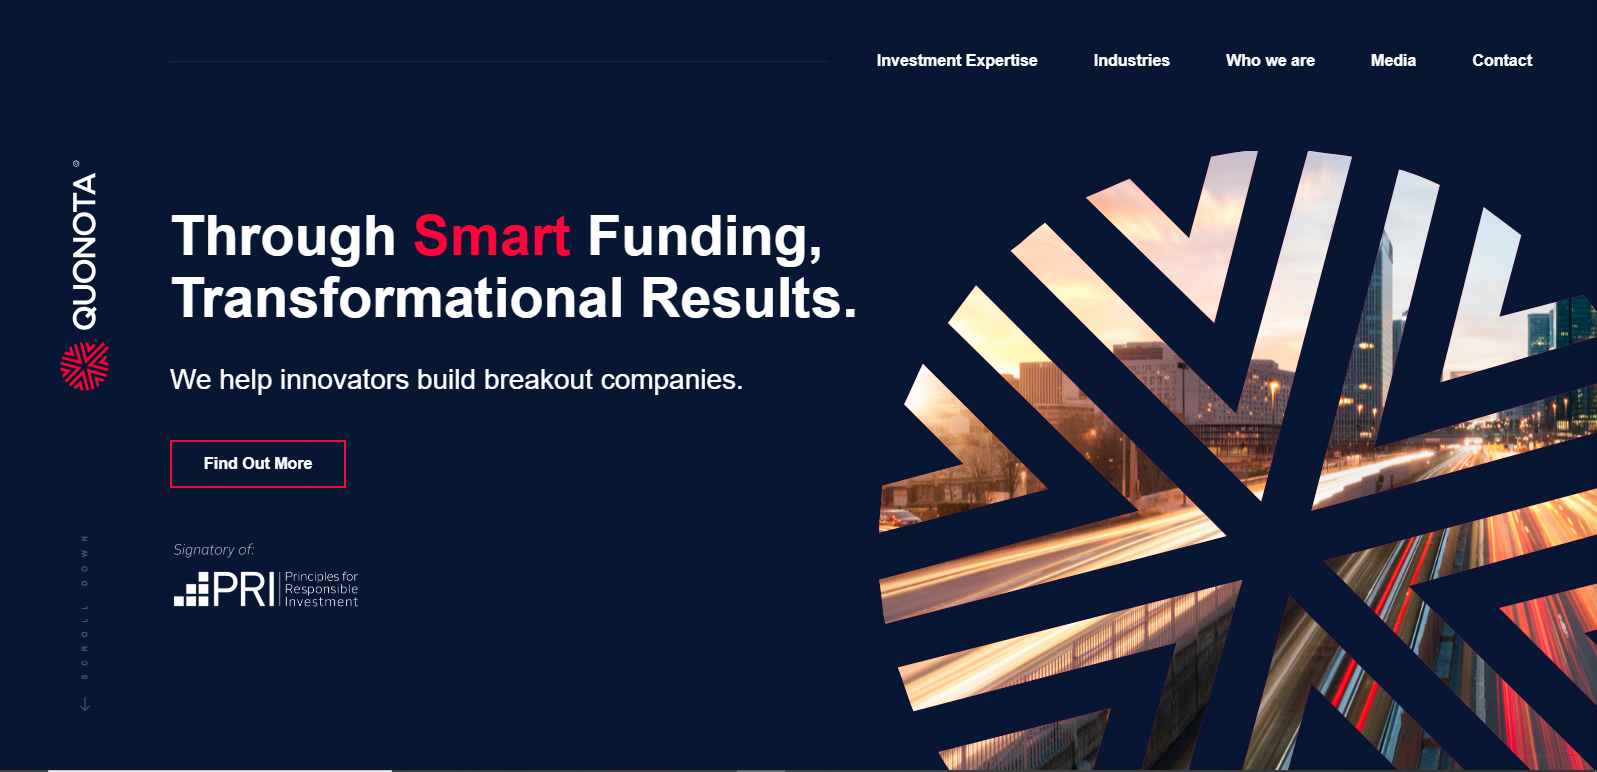 Investment Expertise
Industries
Who we are
Media
Contact
QUONOTA ©
Through Smart Funding,
Transformational Results.
We help innovators build breakout companies.
Find Out More
Signatory of:
PRI
Principles for
Responsible
Investment
SCROLL DOWN